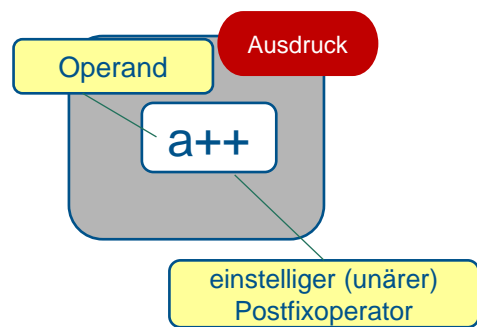 Ausdruck
Operand
a++
einstelliger (unärer)
Postfixoperator